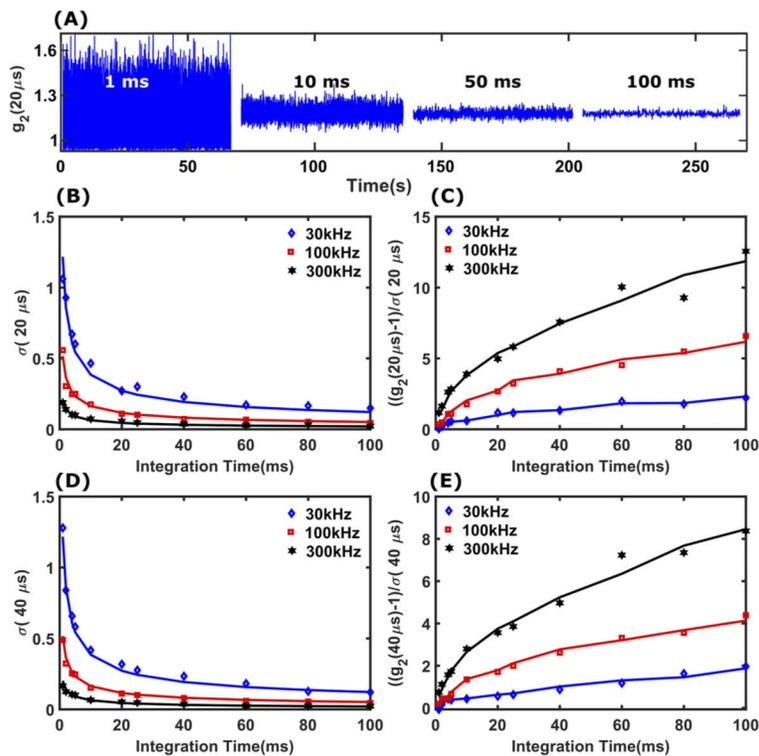 (A)
g2(20μs)
1.6
1.3
1
1 ms
10 ms
50 ms
100 ms
0 50 100 150 200 250
Time(s)
(B)
σ( 20 μs)
1.5
1
0.5
0
30kHz
100kHz
300kHz
0 20 40 60 80 100
Integration Time(ms)
(C)
((g2(20μs)-1)/σ( 20 μs)
15
10
5
0
30kHz
100kHz
300kHz
0 20 40 60 80 100
Integration Time(ms)
(D)
σ( 40 μs)
1.5
1
0.5
0
30kHz
100kHz
300kHz
0 20 40 60 80 100
Integration Time(ms)
(E)
((g2(40μs)-1)/σ( 40 μs)
10
8
6
4
2
0
30kHz
100kHz
300kHz
0 20 40 60 80 100
Integration Time(ms)